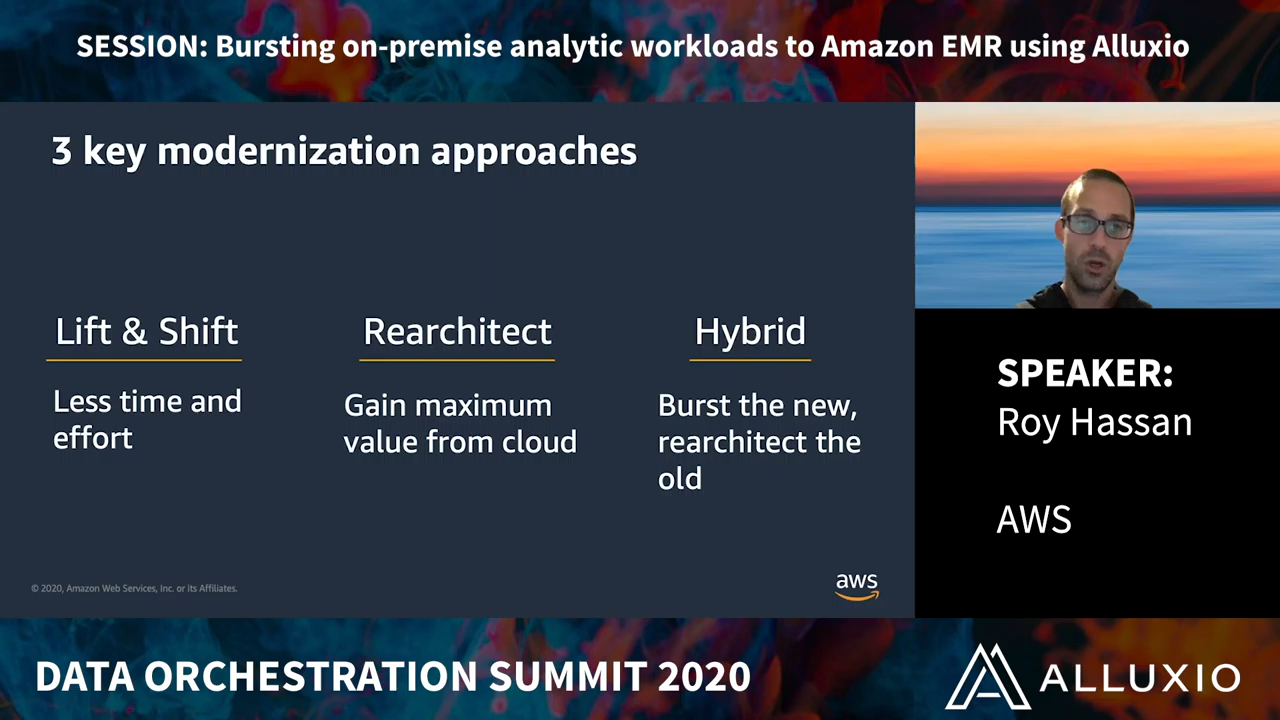 SESSION: Bursting on-premise analytic workloads to Amazon EMR using Alluxio
3 key modernization approaches
Lift & Shift
Less time and
effort
Rearchitect
Gain maximum
value from cloud
Hybrid
Burst the new,
rearchitect the
old
© 2020, Amazon Web Services, Inc. or its Affiliates.
aws
SPEAKER:
Roy Hassan
AWS
DATA ORCHESTRATION SUMMIT 2020
ALLUXIO